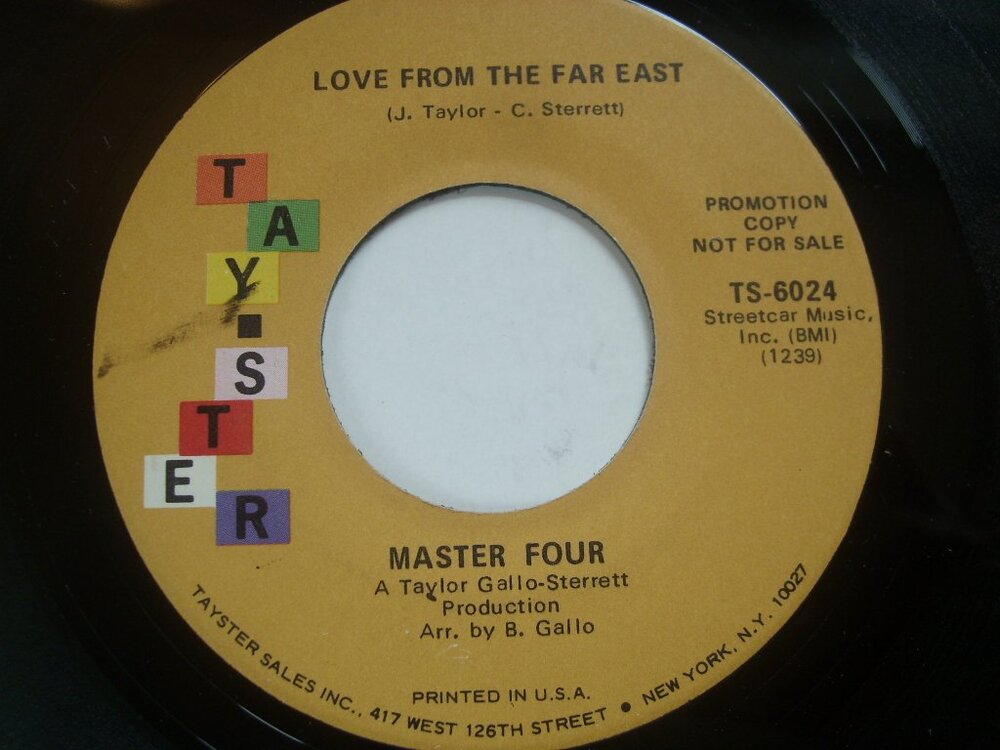 LOVE FROM THE FAR EAST
(J. Taylor - C. Sterrett)
TAY.STER
PROMOTION
COPY
NOT FOR SALE
TS-6024
Streetcar Music,
Inc. (BMI)
(1239)
MASTER FOUR
A Taylor Gallo-Sterrett
Production
Arr. by B. Gallo
PRINTED IN U.S.A.
TAYSTER SALES INC., 417 WEST 126TH STREET ● NEW YORK, N.Y. 10027